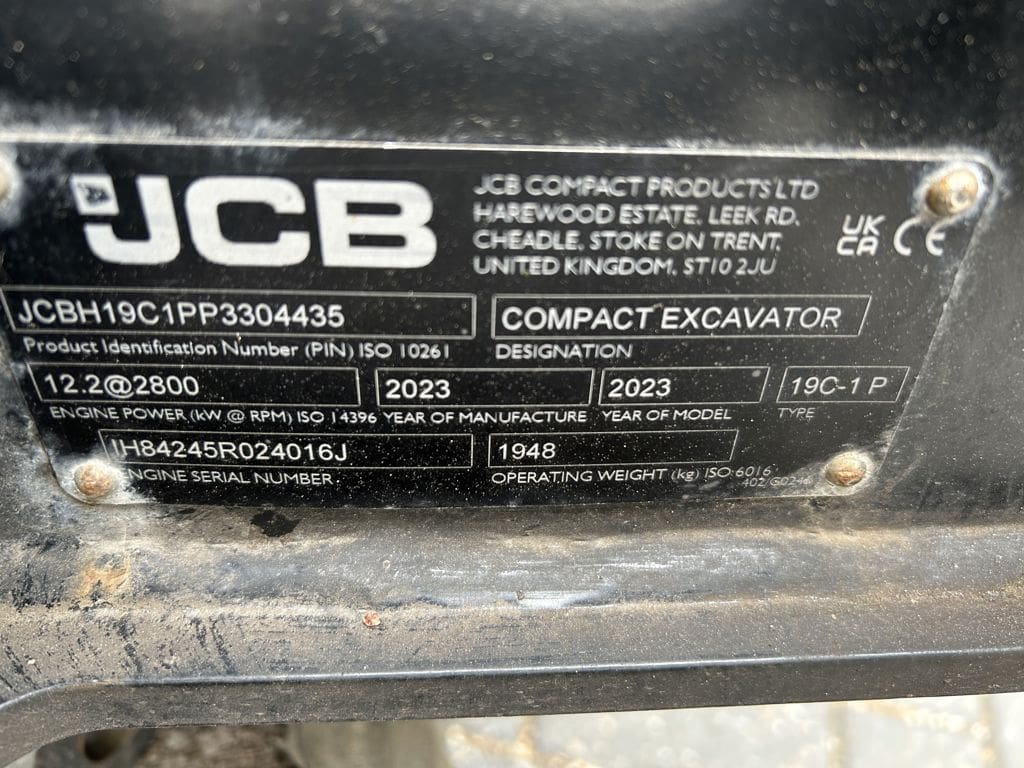 JCB
JCB COMPACT PRODUCTS LTD
HAREWOOD ESTATE, LEEK RD,
CHEADLE, STOKE ON TRENT,
UNITED KINGDOM, ST10 2JU
UK
CA CE
JCBH19C1PP3304435
Product Identification Number (PIN) ISO 10261
COMPACT EXCAVATOR
DESIGNATION
12.2@2800
ENGINE POWER (kW @ RPM) ISO 14396
2023
YEAR OF MANUFACTURE
2023
YEAR OF MODEL
19C-1 P
TYPE
IH84245R024016J
ENGINE SERIAL NUMBER
1948
OPERATING WEIGHT (kg) ISO 6016